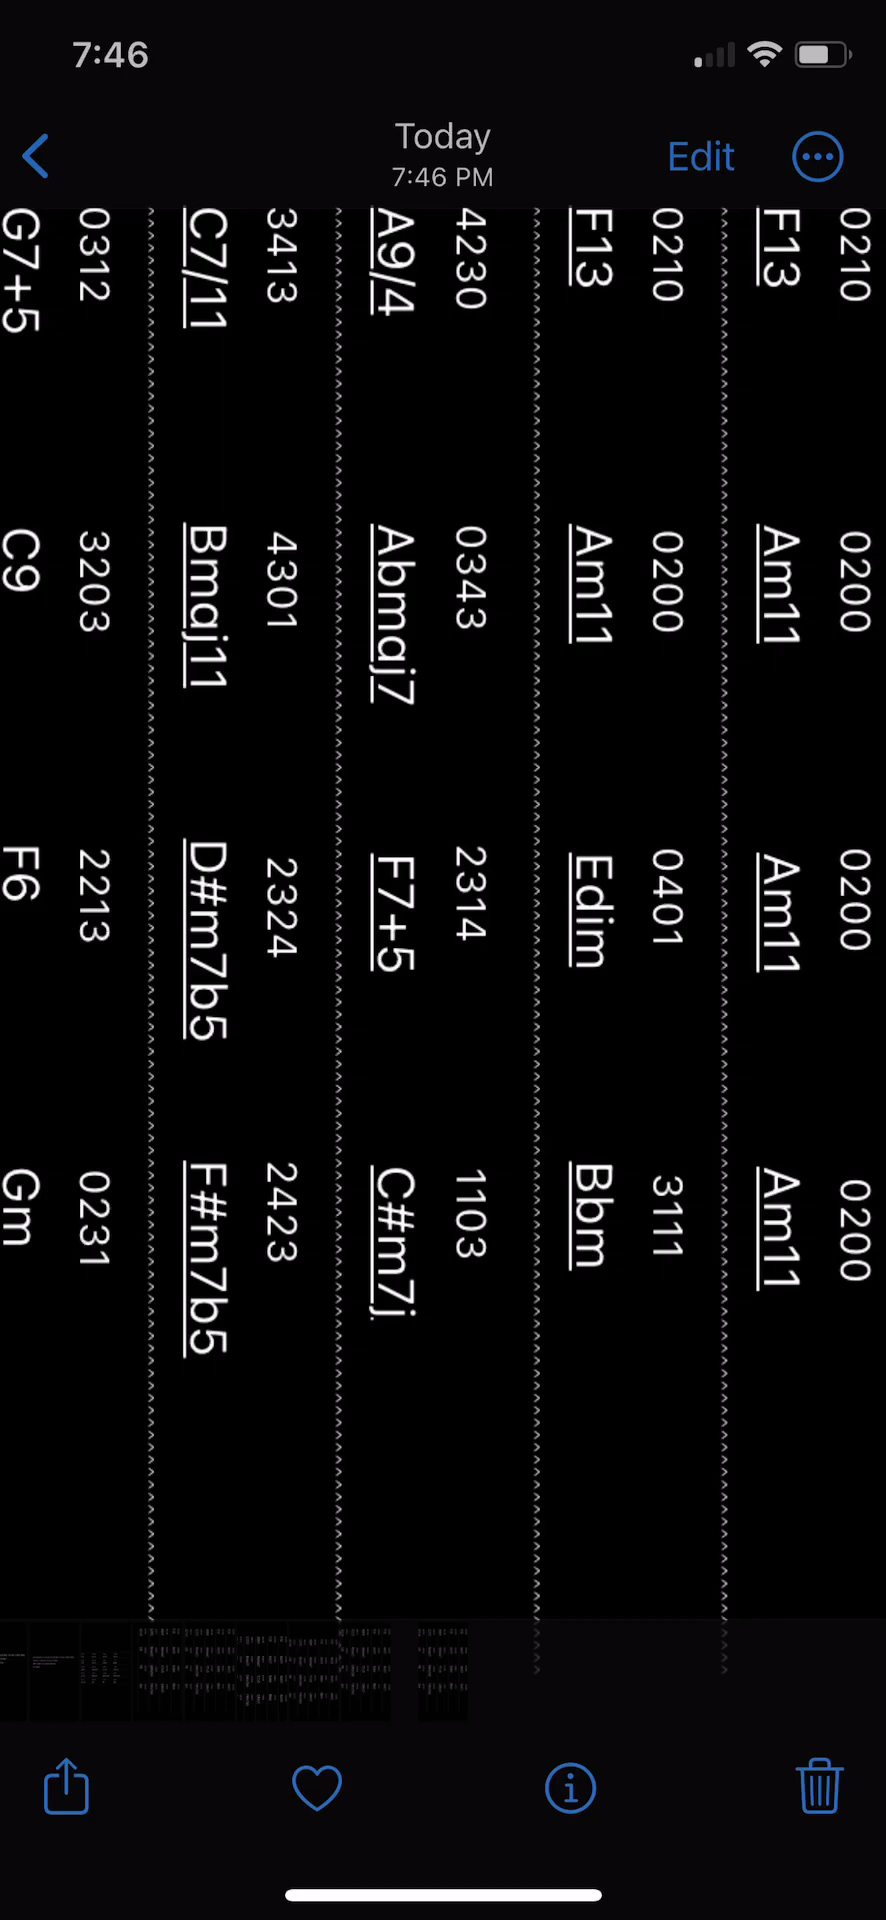 7:46
Today
7:46 PM
Edit
0210 0200 0200 0200
F13 Am11 Am11 Am11
0210 0200 0401 3111
F13 Am11 Edim Bbm
4230 0343 2314 1103
A9/4 Abmaj7 F7+5 C#m7j
3413 4301 2324 2423
C7/11 Bmaj11 D#m7b5 F#m7b5
0312 3203 2213 0231
G7+5 C9 F6 Gm